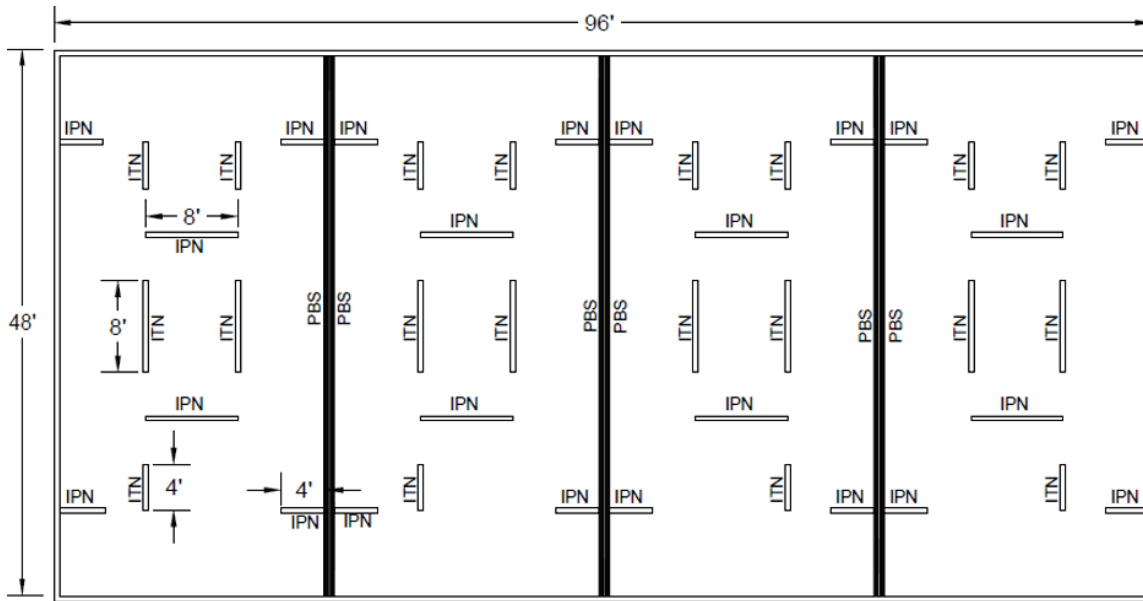 96'
IPN IPN IPN IPN IPN IPN IPN IPN
ITN ITN ITN ITN ITN ITN ITN ITN
8' IPN IPN IPN
IPN
48' 8' ITN ITN PBS PBS ITN ITN PBS PBS ITN ITN PBS PBS ITN ITN
IPN IPN IPN IPN
IPN ITN 4' 4' ITN IPN IPN ITN IPN IPN ITN IPN
IPN IPN